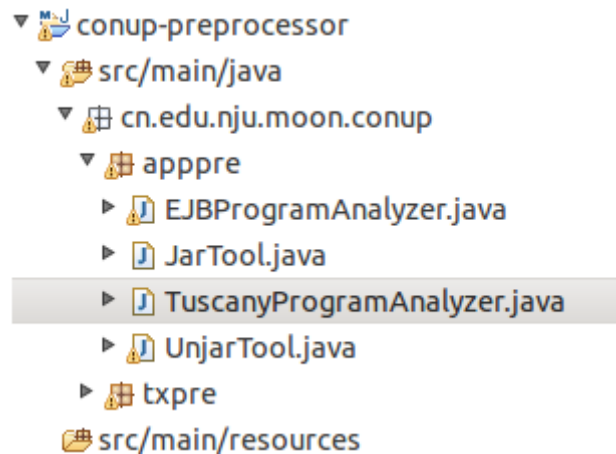 conup-preprocessor
src/main/java
cn.edu.nju.moon.conup
apppre
EJBProgramAnalyzer.java
JarTool.java
TuscanyProgramAnalyzer.java
UnjarTool.java
txpre
src/main/resources